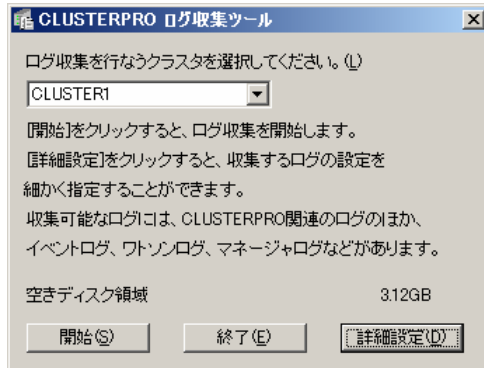 CLUSTERPRO ログ収集ツール
ログ収集を行なうクラスタを選択してください。(L)
CLUSTER1
[開始]をクリックすると、ログ収集を開始します。
[詳細設定]をクリックすると、収集するログの設定を
細かく指定することができます。
収集可能なログには、CLUSTERPRO関連のログのほか、
イベントログ、ワトソンログ、マネージャログなどがあります。
空きディスク領域 3.12GB
開始(S) 終了(E) 詳細設定(D)